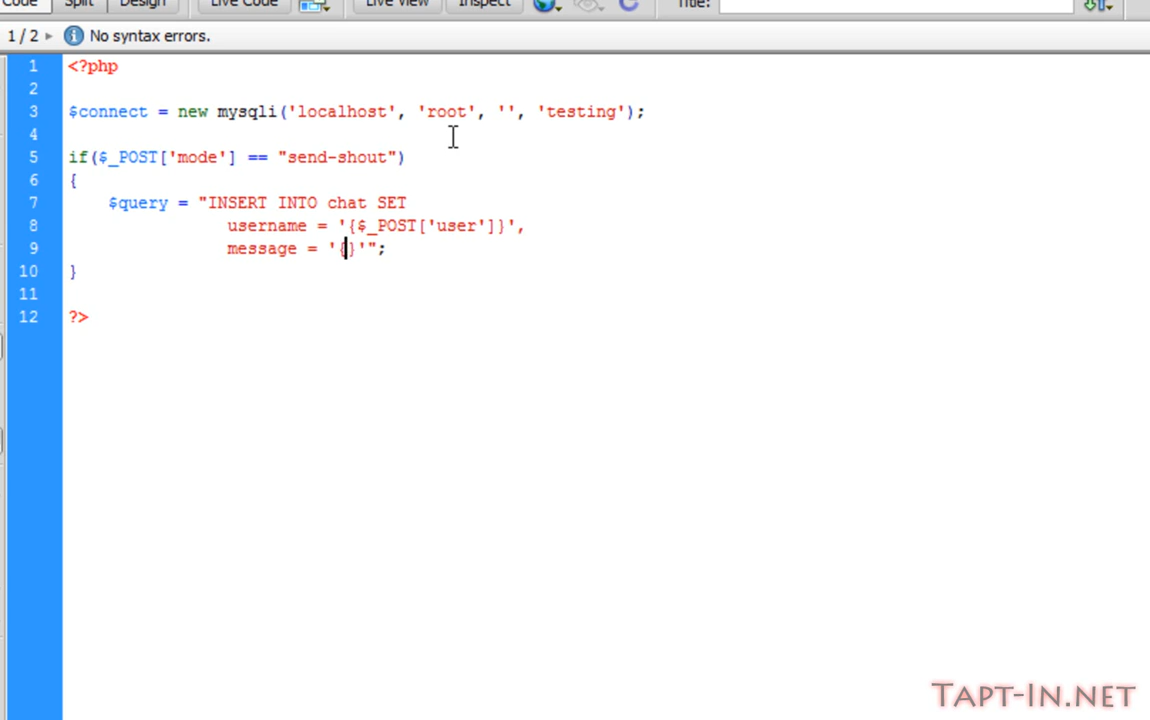 Code Split Design Live Code Live View Inspect Title:
1 / 2 No syntax errors.
1 <?php
2
3 $connect = new mysqli('localhost', 'root', '', 'testing');
4
5 if($_POST['mode'] == "send-shout")
6 {
7 $query = "INSERT INTO chat SET
8 username = '{$_POST['user']}',
9 message = '{}'";
10 }
11
12 ?>
TAPT-IN.NET